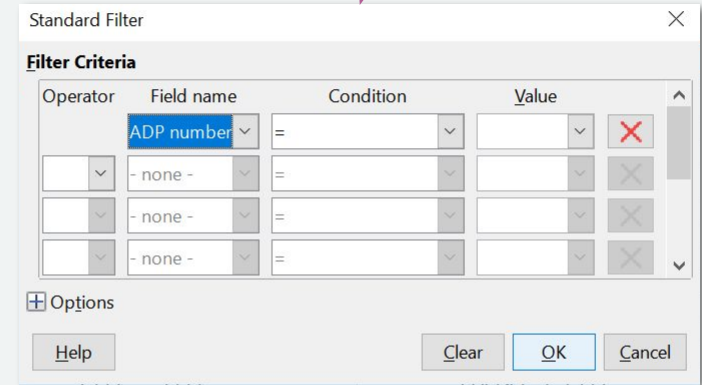 Standard Filter
Filter Criteria
Operator Field name Condition Value
ADP number =
- none - =
- none - =
- none - =
Options
Help Clear OK Cancel